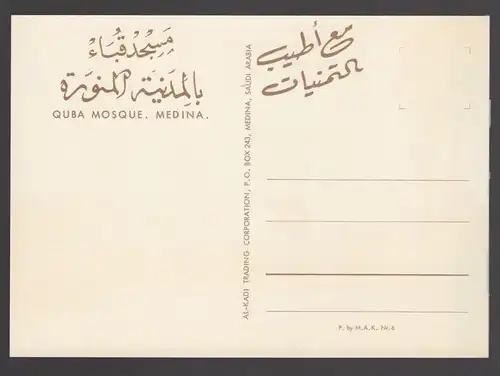 مسجد قباء
بالمدينة المنورة
QUBA MOSQUE. MEDINA.
AL-KADI TRADING CORPORATION, P.O. BOX 243, MEDINA, SAUDI ARABIA
مع أطيب
التمنيات
P. by M.A.K. Nr.6